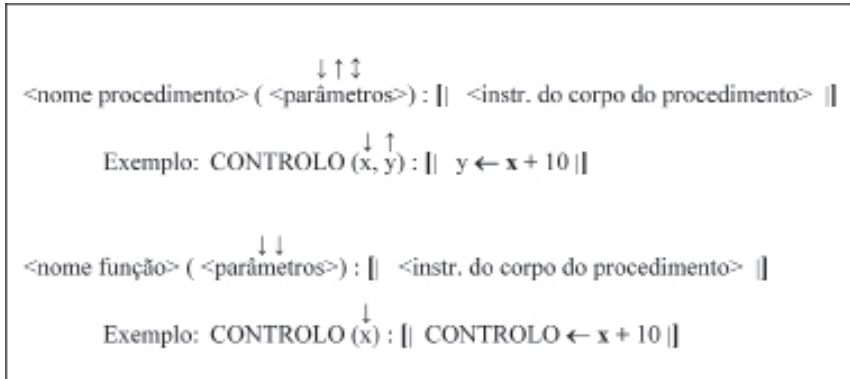 ↓ ↑ ↕
<nome procedimento> ( <parâmetros>) : [| <instr. do corpo do procedimento> |]
↓ ↑
Exemplo: CONTROLO (x, y) : [| y ← x + 10 |]
↓ ↓
<nome função> ( <parâmetros>) : [| <instr. do corpo do procedimento> |]
↓
Exemplo: CONTROLO (x) : [| CONTROLO ← x + 10 |]